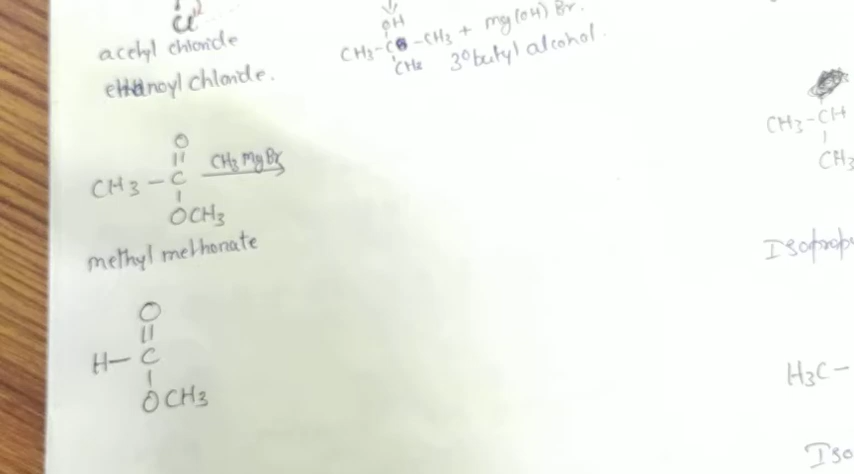 Cl
acetyl chloride
ethanoyl chloride.
OH
CH3-C-CH3 + mg(OH)Br.
CH3 3° butyl alcohol.
O
CH3-C CH3MgBr
OCH3
methyl methonate
O
H-C
OCH3
CH3-CH
CH3
Isoprop
H3C-
Iso